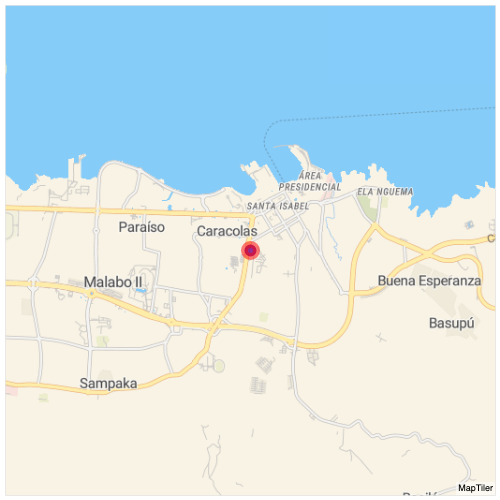 ÁREA
PRESIDENCIAL
ELA NGUEMA
SANTA ISABEL
Paraíso
Caracolas
Malabo II
Buena Esperanza
Basupú
Sampaka
MapTiler